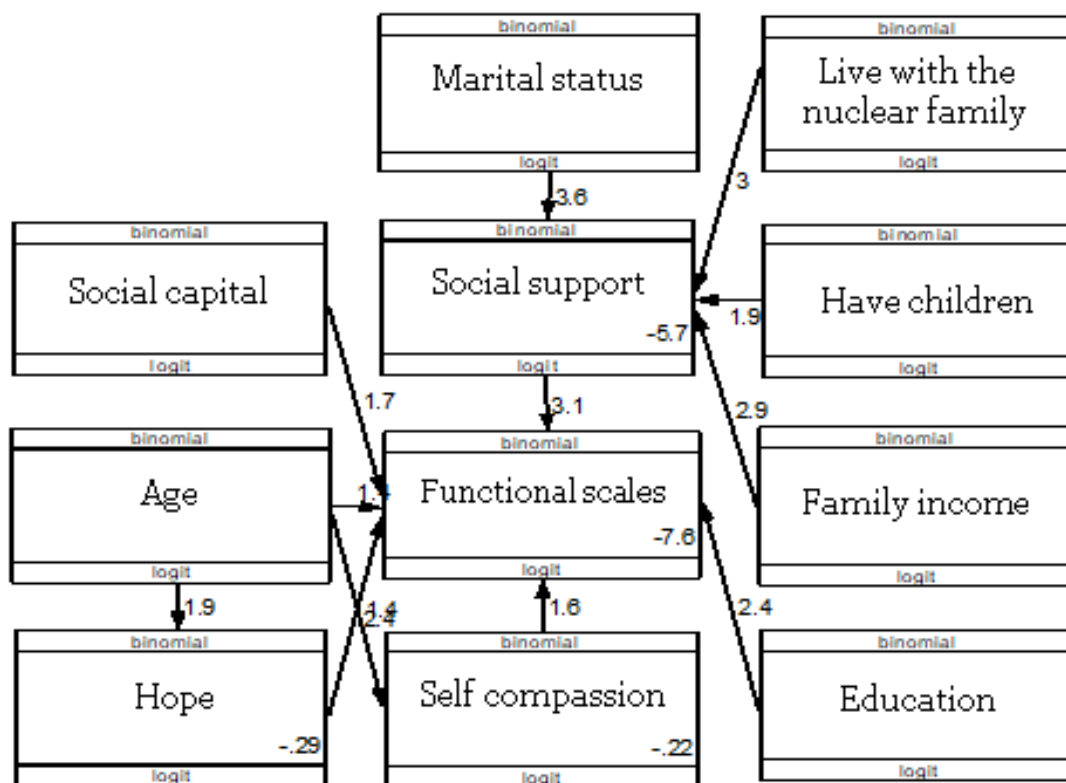 binomial
Marital status
logit
binomial
Live with the
nuclear family
logit
3.6
3
binomial
Social capital
logit
binomial
Social support
-5.7
logit
binomial
Have children
logit
1.9
1.7
3.1
2.9
binomial
Age
logit
binomial
Functional scales
-7.6
logit
binomial
Family income
logit
1.9
1.4
2.4
1.6
2.4
binomial
Hope
-.29
logit
binomial
Self compassion
-.22
logit
binomial
Education
logit